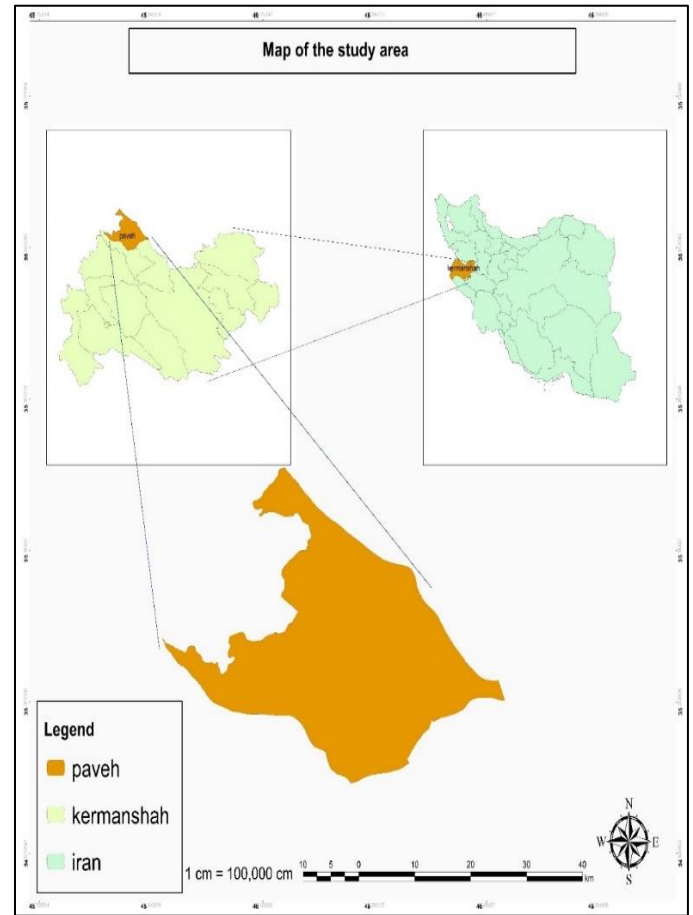 Map of the study area
paveh
kermanshah
Legend
paveh
kermanshah
iran
1 cm = 100,000 cm
10 5 0 10 20 30 40
km
N
W E
S